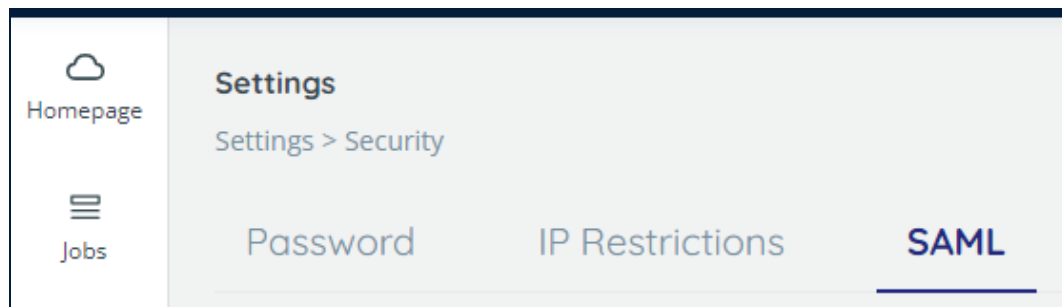 Homepage
Settings
Settings > Security
Jobs
Password IP Restrictions SAML